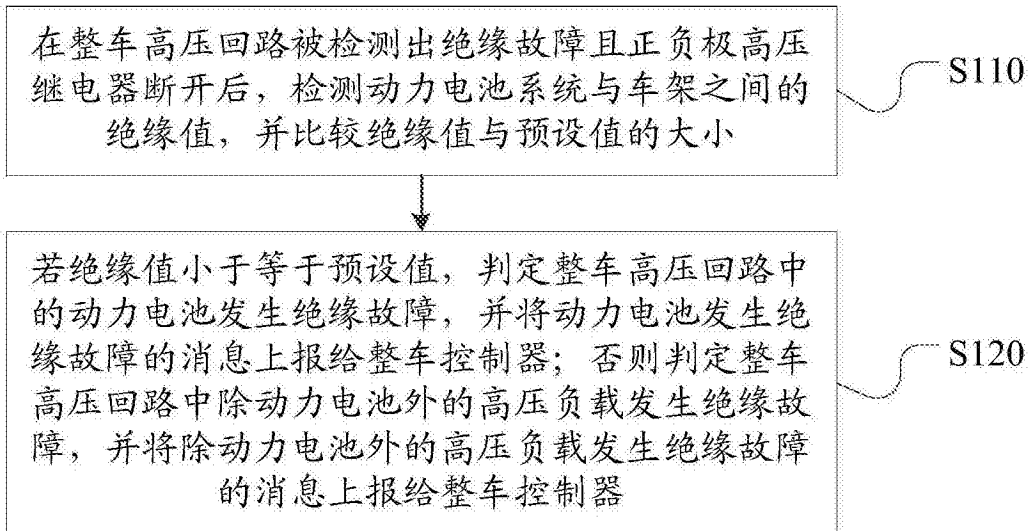 在整车高压回路被检测出绝缘故障且正负极高压
继电器断开后，检测动力电池系统与车架之间的
绝缘值，并比较绝缘值与预设值的大小
S110
若绝缘值小于等于预设值，判定整车高压回路中
的动力电池发生绝缘故障，并将动力电池发生绝
缘故障的消息上报给整车控制器；否则判定整车
高压回路中除动力电池外的高压负载发生绝缘故
障，并将除动力电池外的高压负载发生绝缘故障
的消息上报给整车控制器
S120